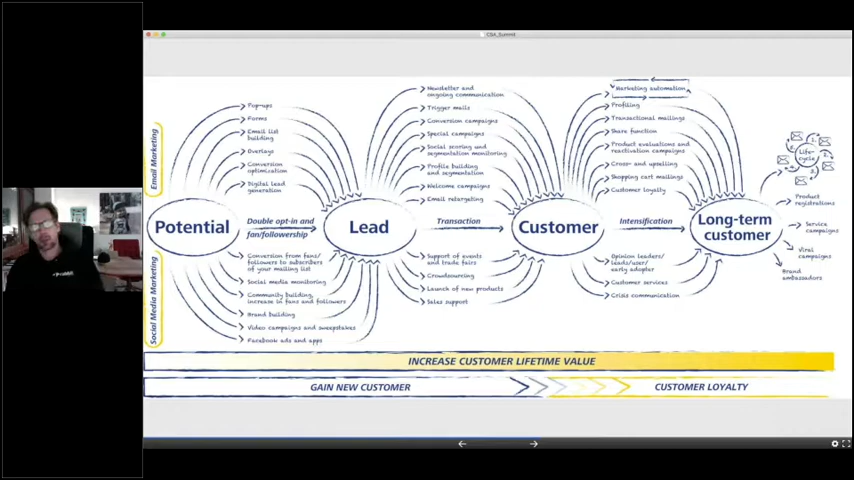 CSA_Summit
Email Marketing
Pop-ups
Forms
Email list
building
Overlays
Conversion
optimization
Digital lead
generation
Newsletter and
ongoing communication
Trigger mails
Conversion campaigns
Special campaigns
Social scoring and
segmentation monitoring
Profile building
and segmentation
Welcome campaigns
Email retargeting
Marketing automation
Profiling
Transactional mailings
Share function
Product evaluations and
reactivation campaigns
Cross- and upselling
Shopping cart mailings
Customer loyalty
Life-
cycle
Potential
Double opt-in and
fan/followership
Lead
Transaction
Customer
Intensification
Long-term
customer
Product
registrations
Service
campaigns
Viral
campaigns
Brand
ambassadors
Social Media Marketing
Conversion from fans/
followers to subscribers
of your mailing list
Social media monitoring
Community building,
increase in fans and followers
Brand building
Video campaigns and sweepstakes
Facebook ads and apps
Support of events
and trade fairs
Crowdsourcing
Launch of new products
Sales support
Opinion leaders/
leads/user/
early adopter
Customer services
Crisis communication
INCREASE CUSTOMER LIFETIME VALUE
GAIN NEW CUSTOMER
CUSTOMER LOYALTY